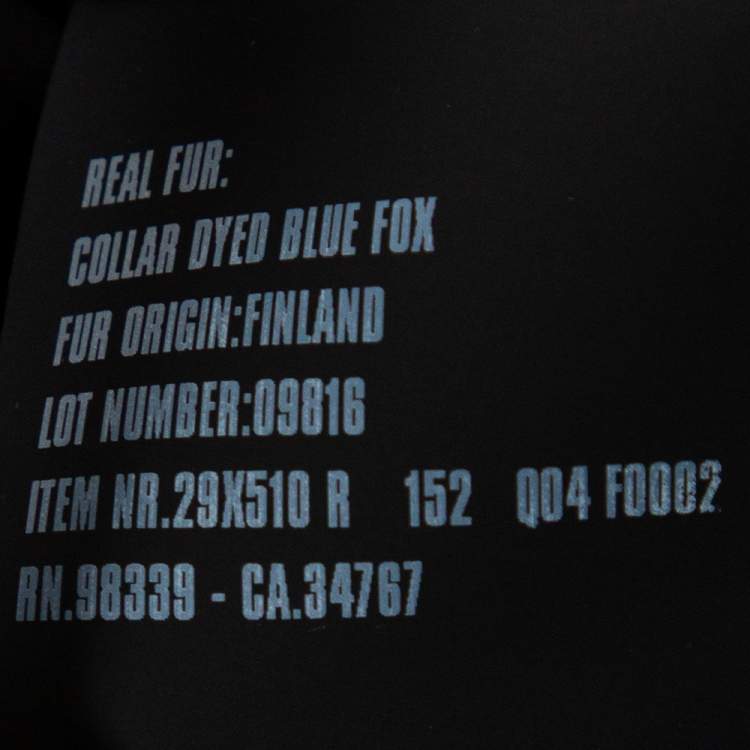 REAL FUR:
COLLAR DYED BLUE FOX
FUR ORIGIN:FINLAND
LOT NUMBER:09816
ITEM NR.29X510 R 152 Q04 F0002
RN.98339 - CA.34767